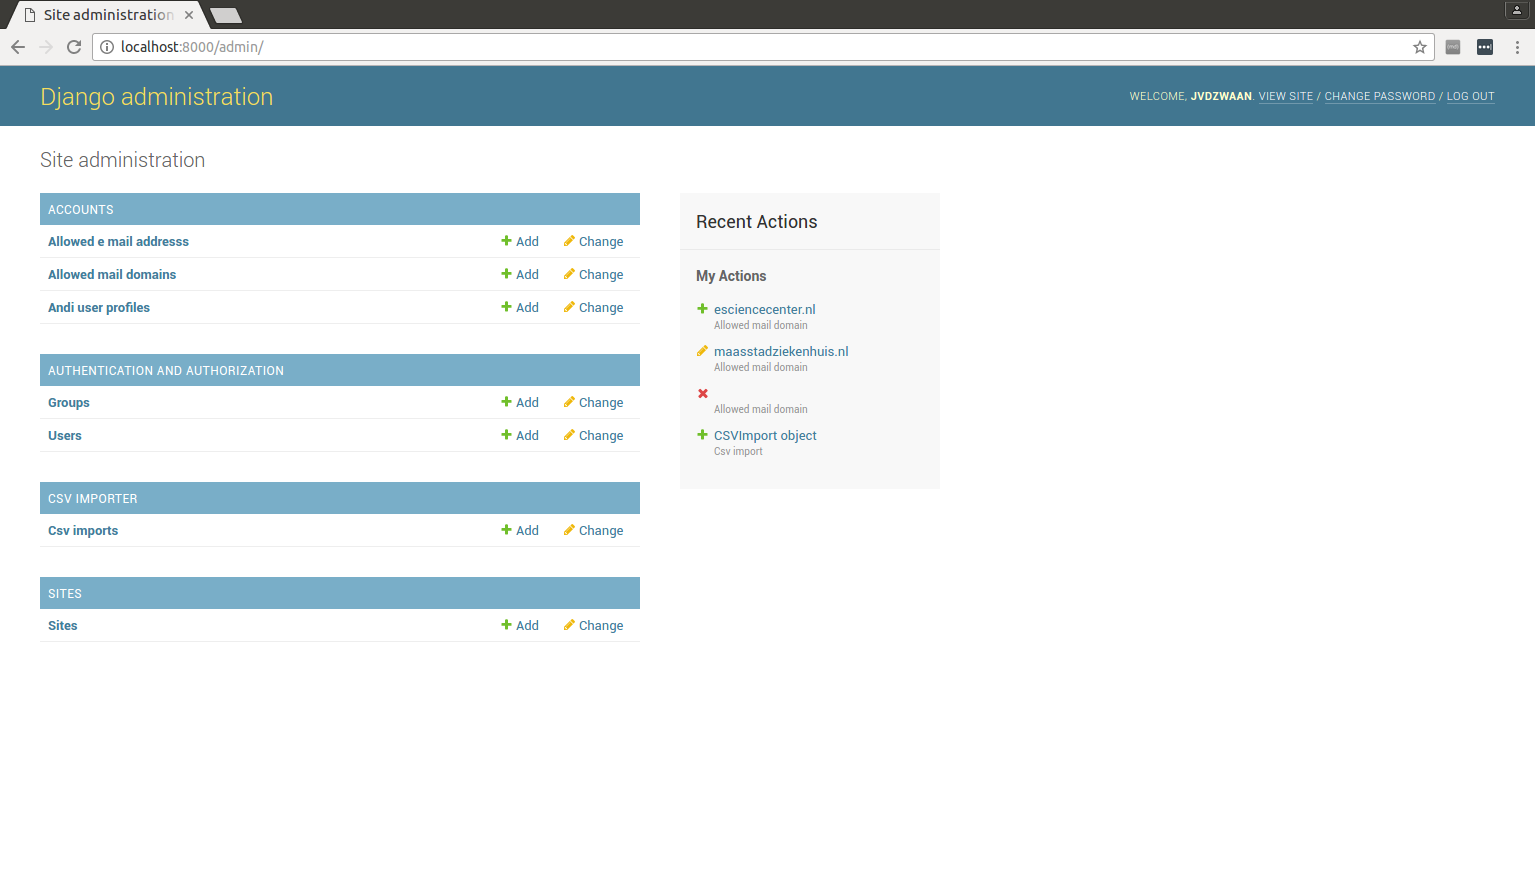 Site administration
localhost:8000/admin/
Django administration
WELCOME, JVDZWAAN. VIEW SITE / CHANGE PASSWORD / LOG OUT
Site administration
ACCOUNTS
Allowed e mail addresss Add Change
Allowed mail domains Add Change
Andi user profiles Add Change
AUTHENTICATION AND AUTHORIZATION
Groups Add Change
Users Add Change
CSV IMPORTER
Csv imports Add Change
SITES
Sites Add Change
Recent Actions
My Actions
esciencecenter.nl
Allowed mail domain
maasstadziekenhuis.nl
Allowed mail domain
Allowed mail domain
CSVImport object
Csv import